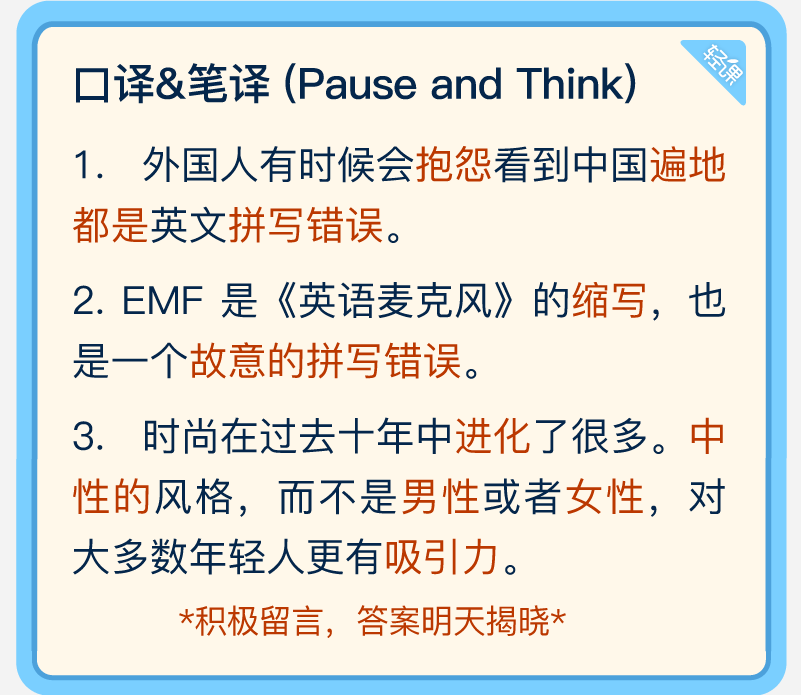 轻课
口译&笔译 (Pause and Think)
1. 外国人有时候会抱怨看到中国遍地
都是英文拼写错误。
2. EMF 是《英语麦克风》的缩写，也
是一个故意的拼写错误。
3. 时尚在过去十年中进化了很多。中
性的风格，而不是男性或者女性，对
大多数年轻人更有吸引力。
*积极留言，答案明天揭晓*